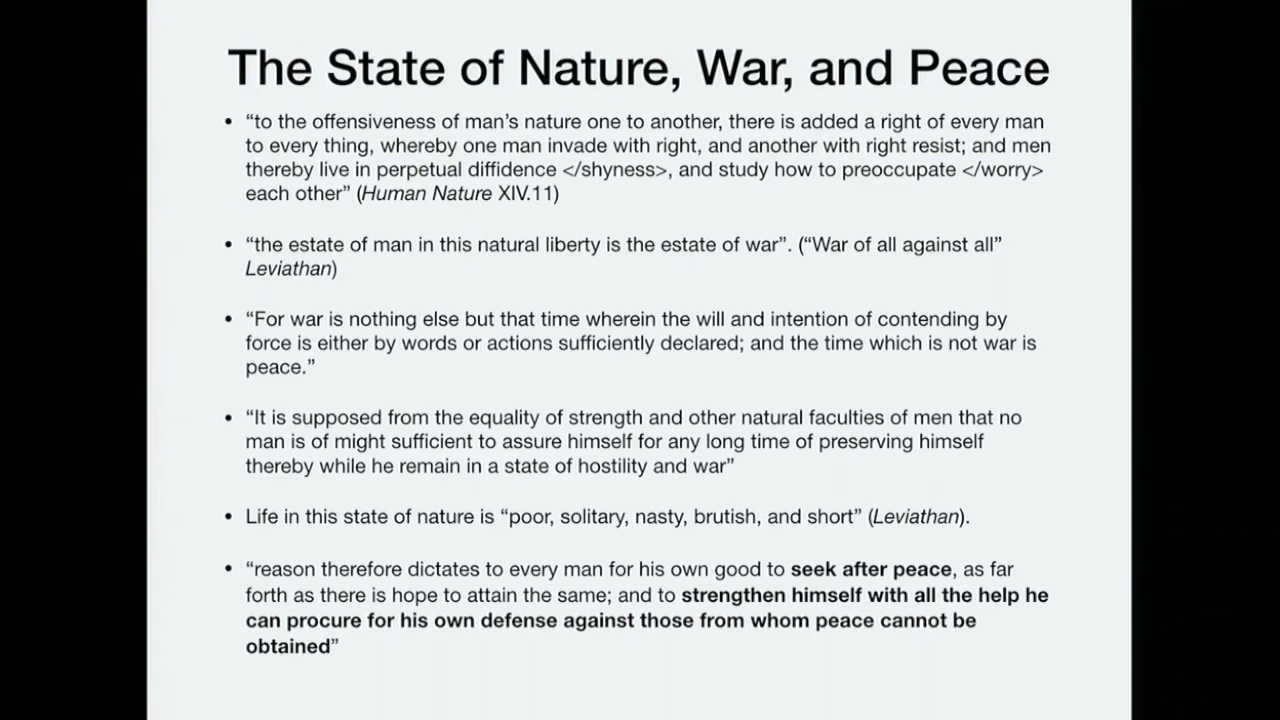 The State of Nature, War, and Peace
• “to the offensiveness of man’s nature one to another, there is added a right of every man
to every thing, whereby one man invade with right, and another with right resist; and men
thereby live in perpetual diffidence </shyness>, and study how to preoccupate </worry>
each other” (Human Nature XIV.11)
• “the estate of man in this natural liberty is the estate of war”. (“War of all against all”
Leviathan)
• “For war is nothing else but that time wherein the will and intention of contending by
force is either by words or actions sufficiently declared; and the time which is not war is
peace.”
• “It is supposed from the equality of strength and other natural faculties of men that no
man is of might sufficient to assure himself for any long time of preserving himself
thereby while he remain in a state of hostility and war”
• Life in this state of nature is “poor, solitary, nasty, brutish, and short” (Leviathan).
• “reason therefore dictates to every man for his own good to seek after peace, as far
forth as there is hope to attain the same; and to strengthen himself with all the help he
can procure for his own defense against those from whom peace cannot be
obtained”